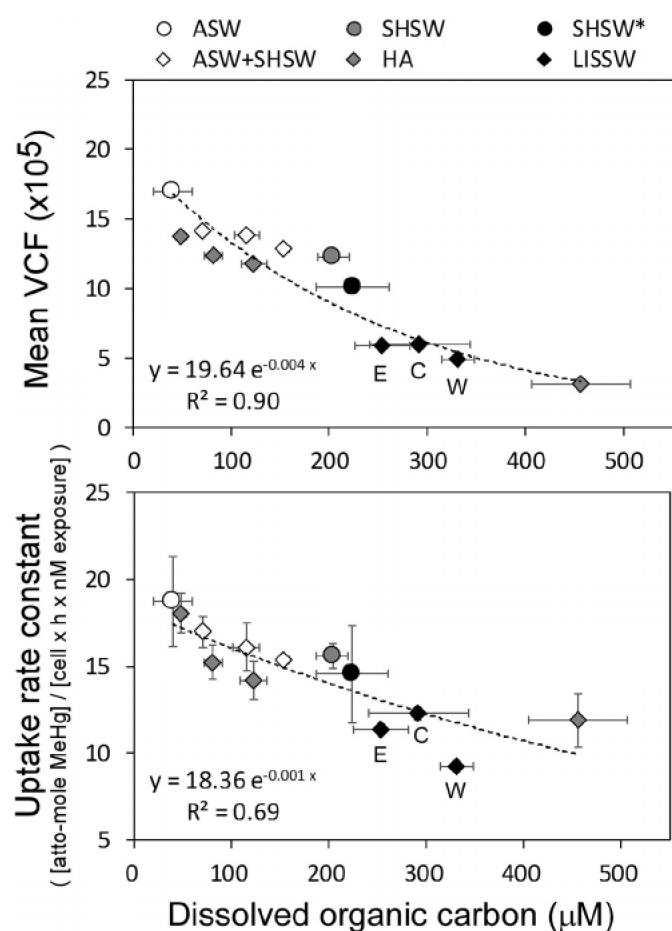 ASW SHSW SHSW*
ASW+SHSW HA LISSW
Mean VCF (x10⁵)
25
20
15
10
5
0
E C W
y = 19.64 e^-0.004 x
R² = 0.90
0 100 200 300 400 500
Uptake rate constant
( [atto-mole MeHg] / [cell x h x nM exposure] )
25
20
15
10
5
E C W
y = 18.36 e^-0.001 x
R² = 0.69
0 100 200 300 400 500
Dissolved organic carbon (μM)